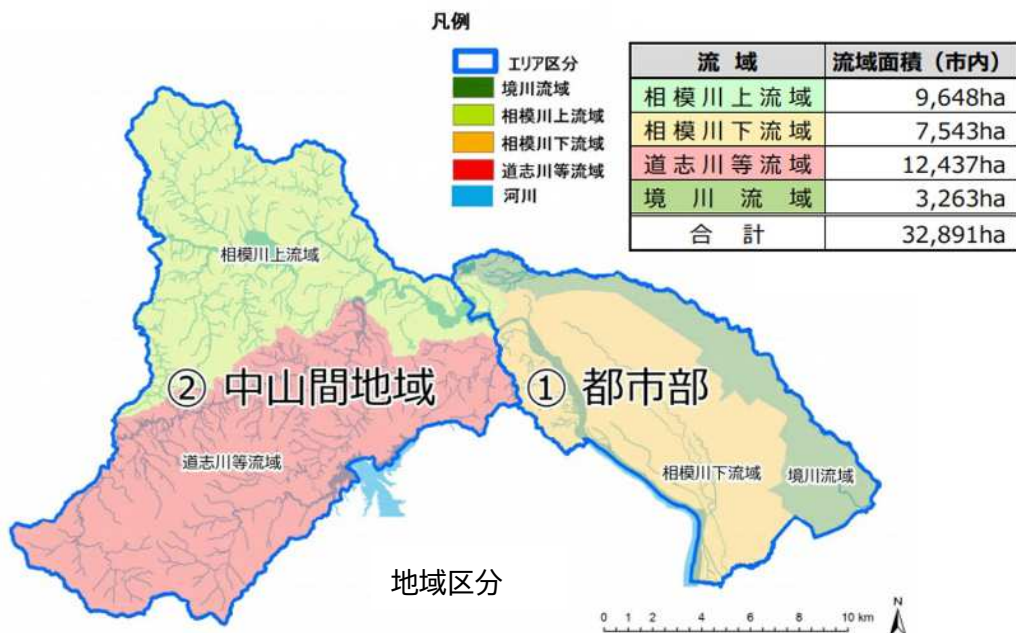 凡例
エリア区分
境川流域
相模川上流域
相模川下流域
道志川等流域
河川
流域 流域面積（市内）
相模川上流域 9,648ha
相模川下流域 7,543ha
道志川等流域 12,437ha
境川流域 3,263ha
合計 32,891ha
相模川上流域
② 中山間地域
① 都市部
道志川等流域
相模川下流域
境川流域
地域区分
0 1 2 4 6 8 10 km
N